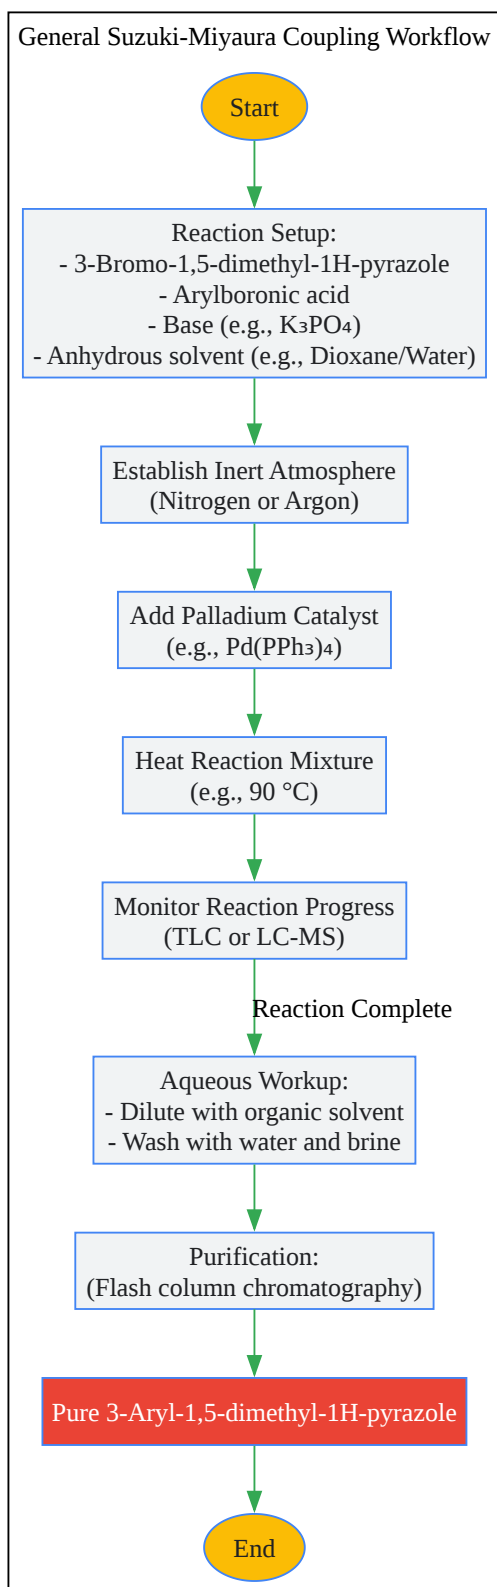 General Suzuki-Miyaura Coupling Workflow
Start
Reaction Setup:
- 3-Bromo-1,5-dimethyl-1H-pyrazole
- Arylboronic acid
- Base (e.g., K₃PO₄)
- Anhydrous solvent (e.g., Dioxane/Water)
Establish Inert Atmosphere
(Nitrogen or Argon)
Add Palladium Catalyst
(e.g., Pd(PPh₃)₄)
Heat Reaction Mixture
(e.g., 90 °C)
Monitor Reaction Progress
(TLC or LC-MS)
Reaction Complete
Aqueous Workup:
- Dilute with organic solvent
- Wash with water and brine
Purification:
(Flash column chromatography)
Pure 3-Aryl-1,5-dimethyl-1H-pyrazole
End